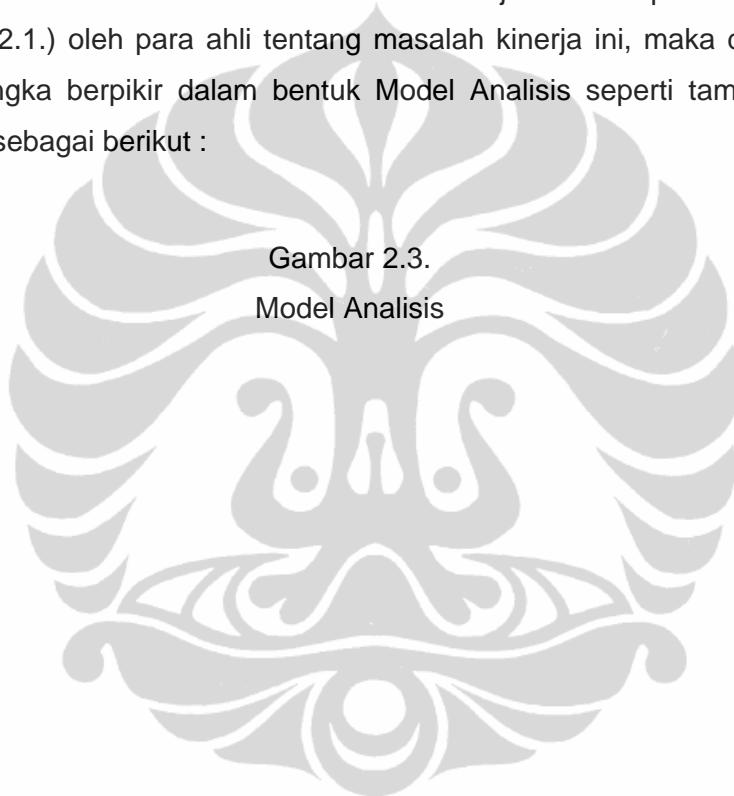 2.1.) oleh para ahli tentang masalah kinerja ini, maka
ngka berpikir dalam bentuk Model Analisis seperti tam
sebagai berikut :
Gambar 2.3.
Model Analisis